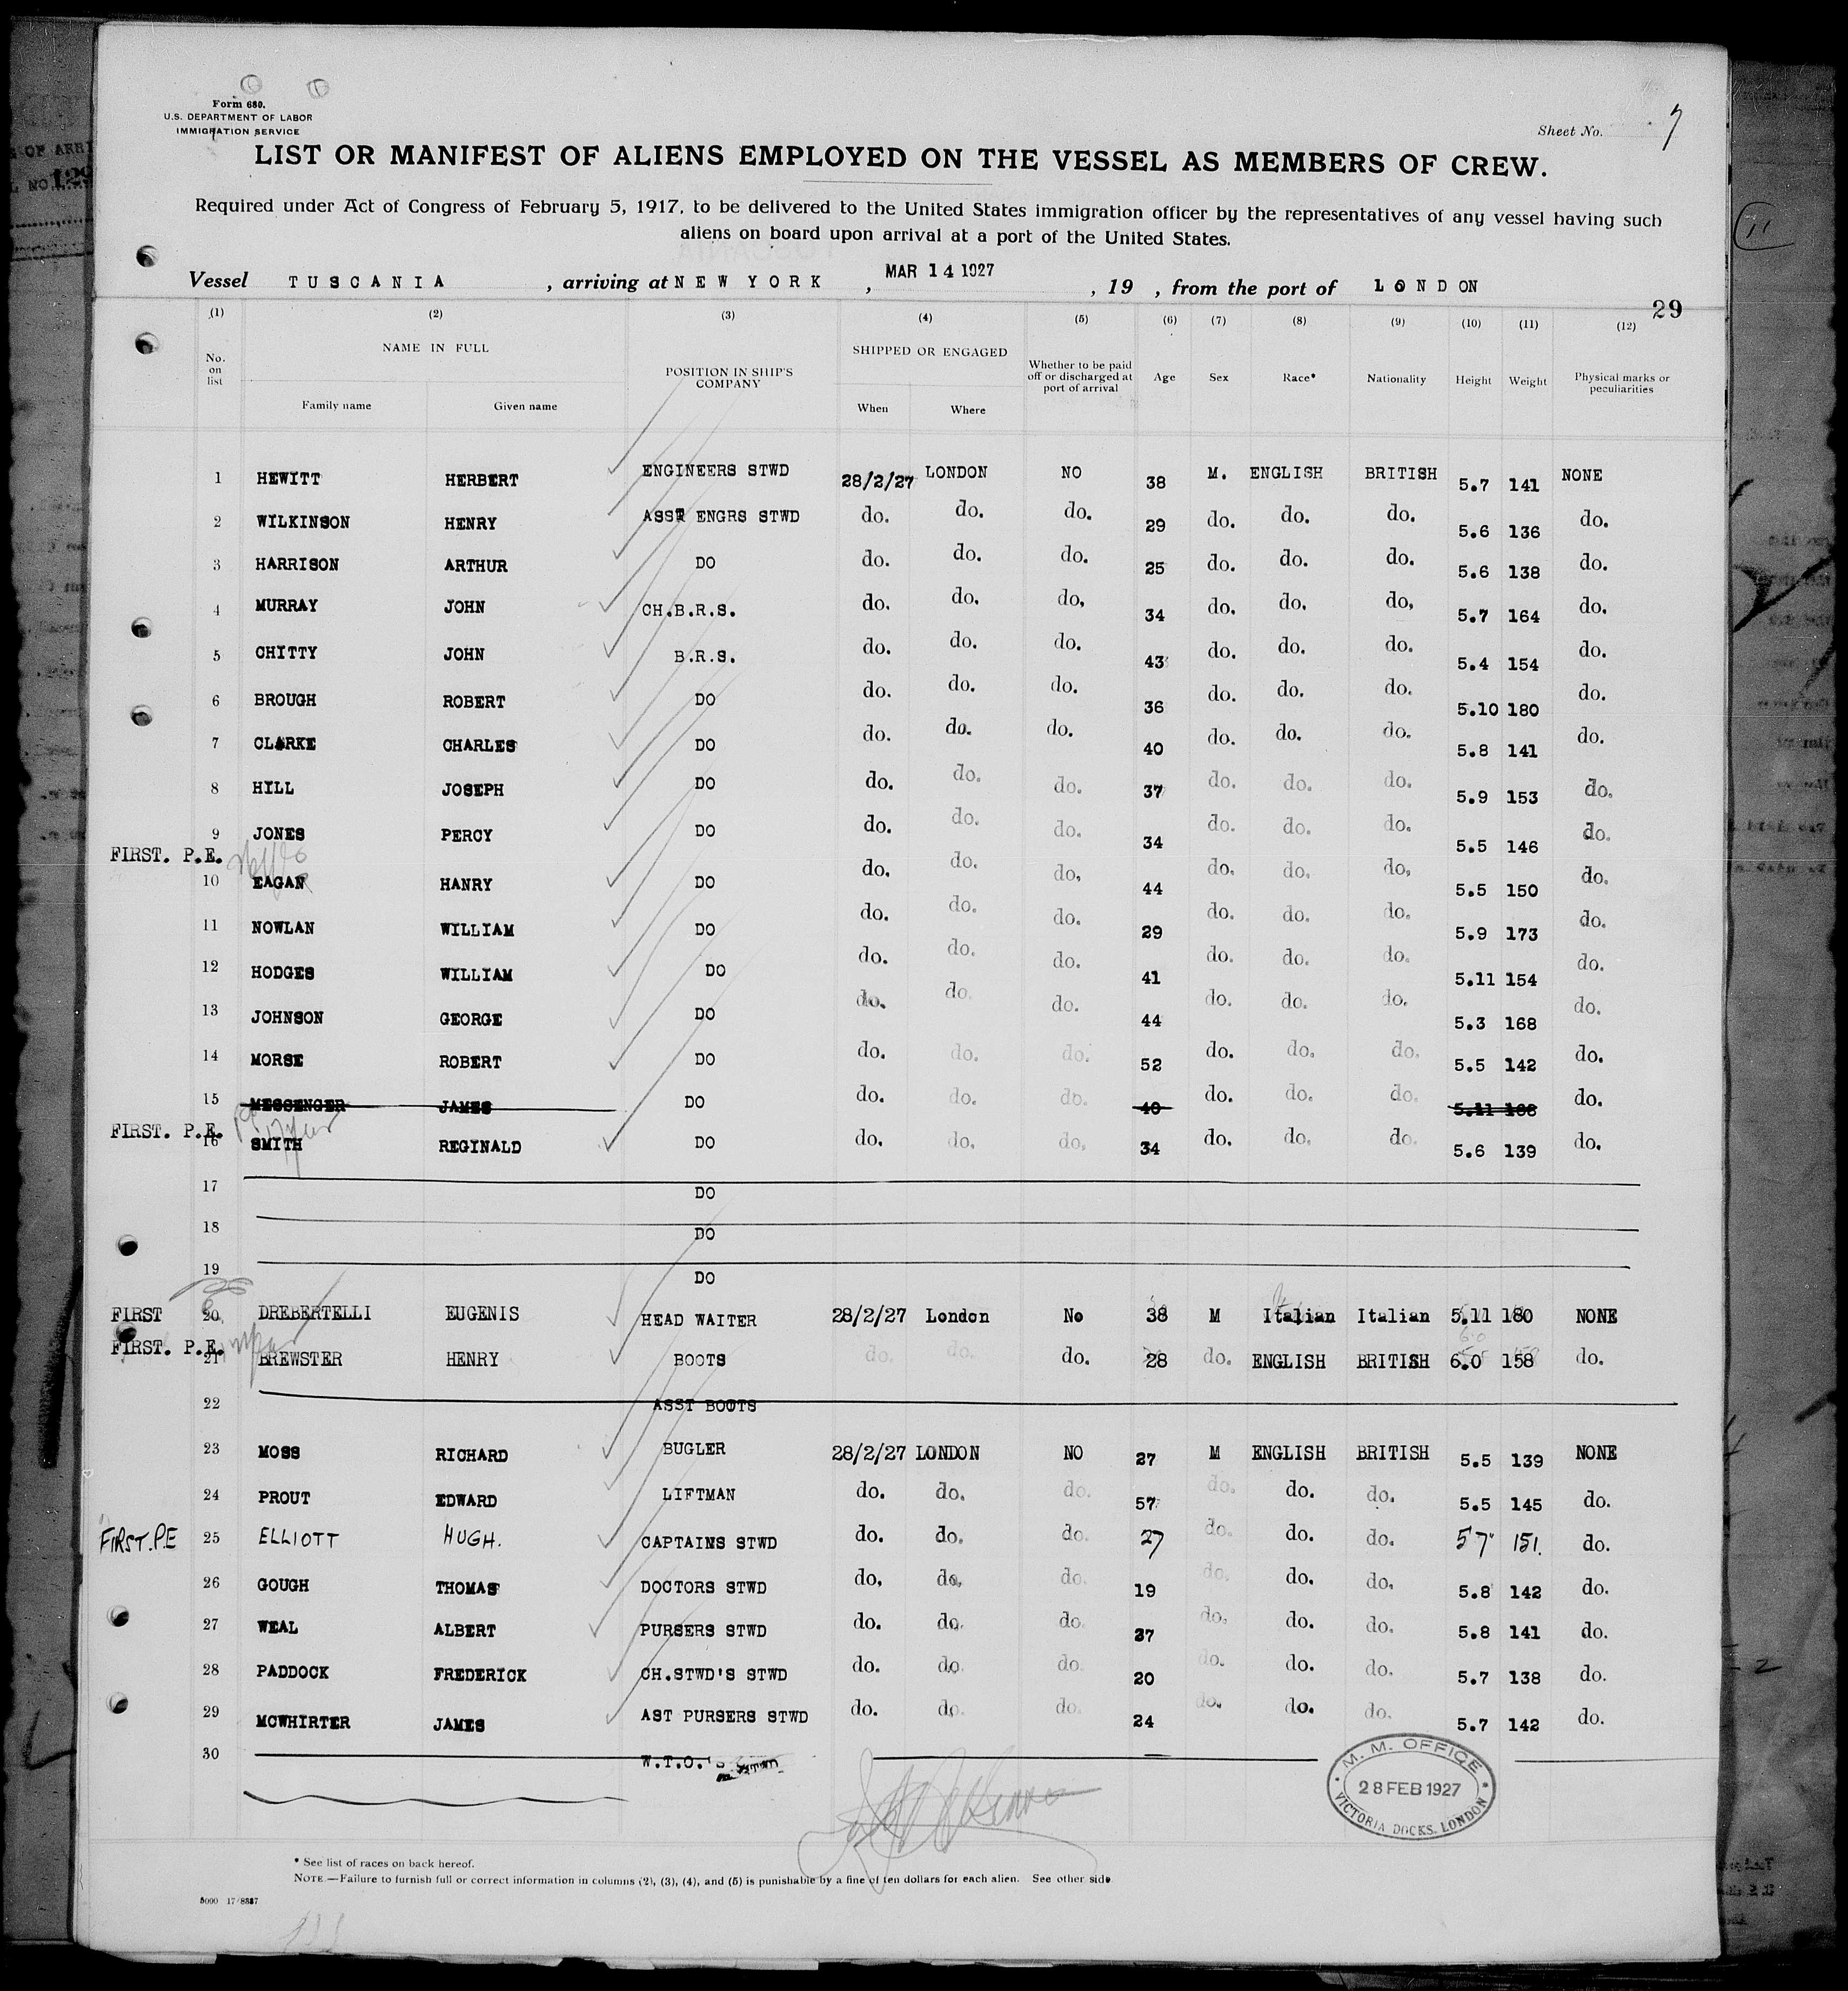 Form 680.
U.S. DEPARTMENT OF LABOR
IMMIGRATION SERVICE
Sheet No. 7
LIST OR MANIFEST OF ALIENS EMPLOYED ON THE VESSEL AS MEMBERS OF CREW.
Required under Act of Congress of February 5, 1917, to be delivered to the United States immigration officer by the representatives of any vessel having such
aliens on board upon arrival at a port of the United States.
Vessel TUSCANIA, arriving at NEW YORK, MAR 14 1927, 19 , from the port of LONDON
29
(1) (2) (3) (4) (5) (6) (7) (8) (9) (10) (11) (12)
No. on list NAME IN FULL POSITION IN SHIP'S COMPANY SHIPPED OR ENGAGED Whether to be paid off or discharged at port of arrival Age Sex Race* Nationality Height Weight Physical marks or peculiarities
Family name Given name When Where
1 HEWITT HERBERT ENGINEERS STWD 28/2/27 LONDON NO 38 M. ENGLISH BRITISH 5.7 141 NONE
2 WILKINSON HENRY ASST ENGRS STWD do. do. do. 29 do. do. do. 5.6 136 do.
3 HARRISON ARTHUR DO do. do. do. 25 do. do. do. 5.6 138 do.
4 MURRAY JOHN CH.B.R.S. do. do. do, 34 do. do. do, 5.7 164 do.
5 CHITTY JOHN B.R.S. do. do. do. 43 do. do. do. 5.4 154 do.
6 BROUGH ROBERT DO do. do. do. 36 do. do. do. 5.10 180 do.
7 CLARKE CHARLES DO do. do. do. 40 do. do. do. 5.8 141 do.
8 HILL JOSEPH DO do. do. do. 37 do. do. do. 5.9 153 do.
9 JONES PERCY DO do. do. do. 34 do. do. do. 5.5 146 do.
FIRST. P.E.
10 EAGAN HANRY DO do. do. do, 44 do. do. do, 5.5 150 do.
11 NOWLAN WILLIAM DO do. do. do. 29 do. do. do. 5.9 173 do.
12 HODGES WILLIAM DO do. do. do. 41 do. do. do. 5.11 154 do.
13 JOHNSON GEORGE DO do. do do. 44 do. do. do. 5.3 168 do.
14 MORSE ROBERT DO do. do. do. 52 do. do. do. 5.5 142 do.
15 MESSENGER JAMES DO do. do. do. 40 do. do. do. 5.11 168 do.
FIRST. P.E.
16 SMITH REGINALD DO do. do. do. 34 do. do. do. 5.6 139 do.
17 DO
18 DO
19 DO
FIRST 20 DREBERTELLI EUGENIS HEAD WAITER 28/2/27 London No 38 M Italian Italian 5.11 180 NONE
FIRST. P.E. 21 BREWSTER HENRY BOOTS do. do. do. 28 do. ENGLISH BRITISH 6.0 158 do.
22 ASST BOOTS
23 MOSS RICHARD BUGLER 28/2/27 LONDON NO 27 M ENGLISH BRITISH 5.5 139 NONE
24 PROUT EDWARD LIFTMAN do. do. do. 57 do. do. do. 5.5 145 do.
FIRST. P.E 25 ELLIOTT HUGH. CAPTAINS STWD do. do. do. 27 do. do. do. 5 7" 151. do.
26 GOUGH THOMAS DOCTORS STWD do. do. do. 19 do. do. do. 5.8 142 do.
27 WEAL ALBERT PURSERS STWD do. do. do. 27 do. do. do. 5.8 141 do.
28 PADDOCK FREDERICK CH.STWD'S STWD do. do. do 20 do. do. do. 5.7 138 do.
29 MCWHIRTER JAMES AST PURSERS STWD do. do. do. 24 do. do. do. 5.7 142 do.
30 W.T.O.'S
M. M. OFFICE
28 FEB 1927
VICTORIA DOCKS. LONDON
* See list of races on back hereof.
NOTE.—Failure to furnish full or correct information in columns (2), (3), (4), and (5) is punishable by a fine of ten dollars for each alien. See other side.
5000 17/8887